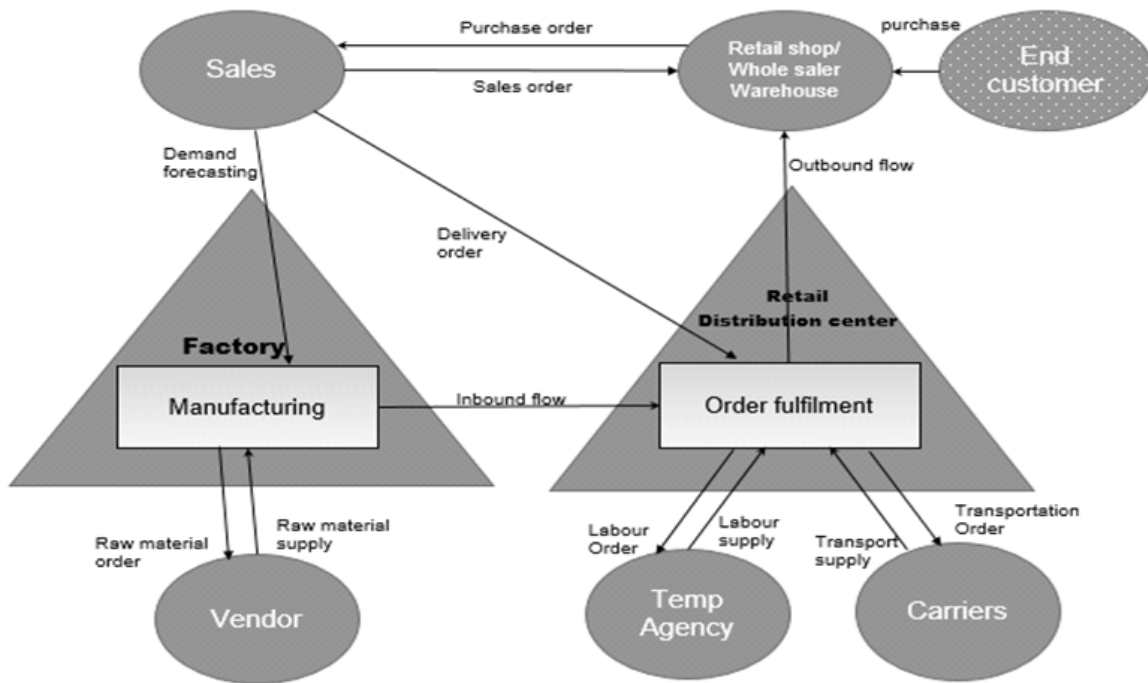 Purchase order
purchase
Sales
Retail shop/
Whole saler
Warehouse
End
customer
Sales order
Demand
forecasting
Outbound flow
Delivery
order
Retail
Distribution center
Factory
Manufacturing
Inbound flow
Order fulfilment
Raw material
order
Raw material
supply
Labour
Order
Labour
supply
Transport
supply
Transportation
Order
Vendor
Temp
Agency
Carriers